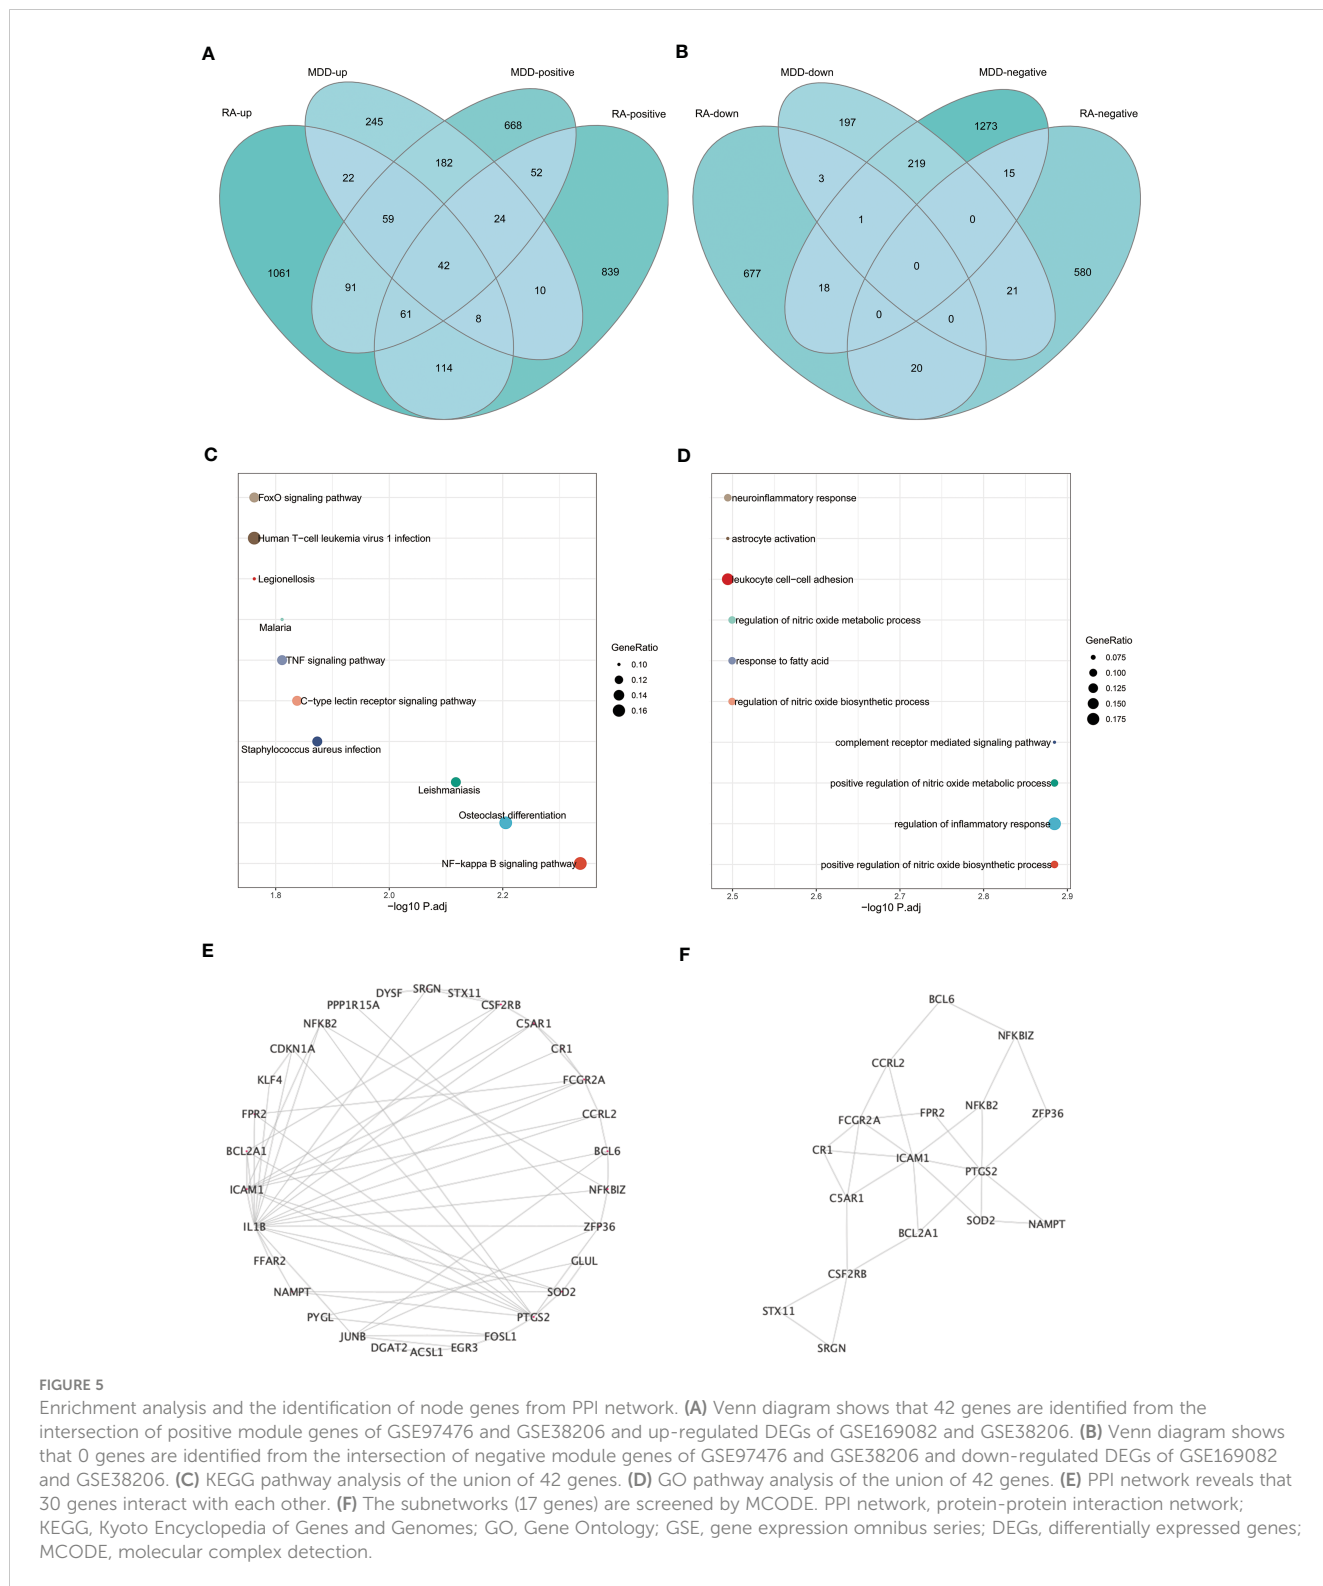 A
MDD-up
MDD-positive
RA-up
RA-positive
245
668
182
22
52
59
24
1061
42
839
91
10
61
8
114
B
MDD-down
MDD-negative
RA-down
RA-negative
197
1273
219
3
15
1
0
677
0
580
18
21
0
0
20
C
FoxO signaling pathway
Human T−cell leukemia virus 1 infection
Legionellosis
Malaria
TNF signaling pathway
C−type lectin receptor signaling pathway
Staphylococcus aureus infection
Leishmaniasis
Osteoclast differentiation
NF−kappa B signaling pathway
1.8
2.0
2.2
−log10 P.adj
GeneRatio
0.10
0.12
0.14
0.16
D
neuroinflammatory response
astrocyte activation
leukocyte cell−cell adhesion
regulation of nitric oxide metabolic process
response to fatty acid
regulation of nitric oxide biosynthetic process
complement receptor mediated signaling pathway
positive regulation of nitric oxide metabolic process
regulation of inflammatory response
positive regulation of nitric oxide biosynthetic process
2.5
2.6
2.7
2.8
2.9
−log10 P.adj
GeneRatio
0.075
0.100
0.125
0.150
0.175
E
SRGN
STX11
DYSF
CSF2RB
PPP1R15A
C5AR1
NFKB2
CR1
CDKN1A
FCGR2A
KLF4
CCRL2
FPR2
BCL6
BCL2A1
NFKBIZ
ICAM1
ZFP36
IL1B
GLUL
FFAR2
SOD2
NAMPT
PTGS2
PYGL
FOSL1
JUNB
EGR3
DGAT2
ACSL1
F
BCL6
NFKBIZ
CCRL2
NFKB2
FPR2
ZFP36
FCGR2A
CR1
ICAM1
PTGS2
C5AR1
SOD2
NAMPT
BCL2A1
CSF2RB
STX11
SRGN
FIGURE 5
Enrichment analysis and the identification of node genes from PPI network. (A) Venn diagram shows that 42 genes are identified from the
intersection of positive module genes of GSE97476 and GSE38206 and up-regulated DEGs of GSE169082 and GSE38206. (B) Venn diagram shows
that 0 genes are identified from the intersection of negative module genes of GSE97476 and GSE38206 and down-regulated DEGs of GSE169082
and GSE38206. (C) KEGG pathway analysis of the union of 42 genes. (D) GO pathway analysis of the union of 42 genes. (E) PPI network reveals that
30 genes interact with each other. (F) The subnetworks (17 genes) are screened by MCODE. PPI network, protein-protein interaction network;
KEGG, Kyoto Encyclopedia of Genes and Genomes; GO, Gene Ontology; GSE, gene expression omnibus series; DEGs, differentially expressed genes;
MCODE, molecular complex detection.